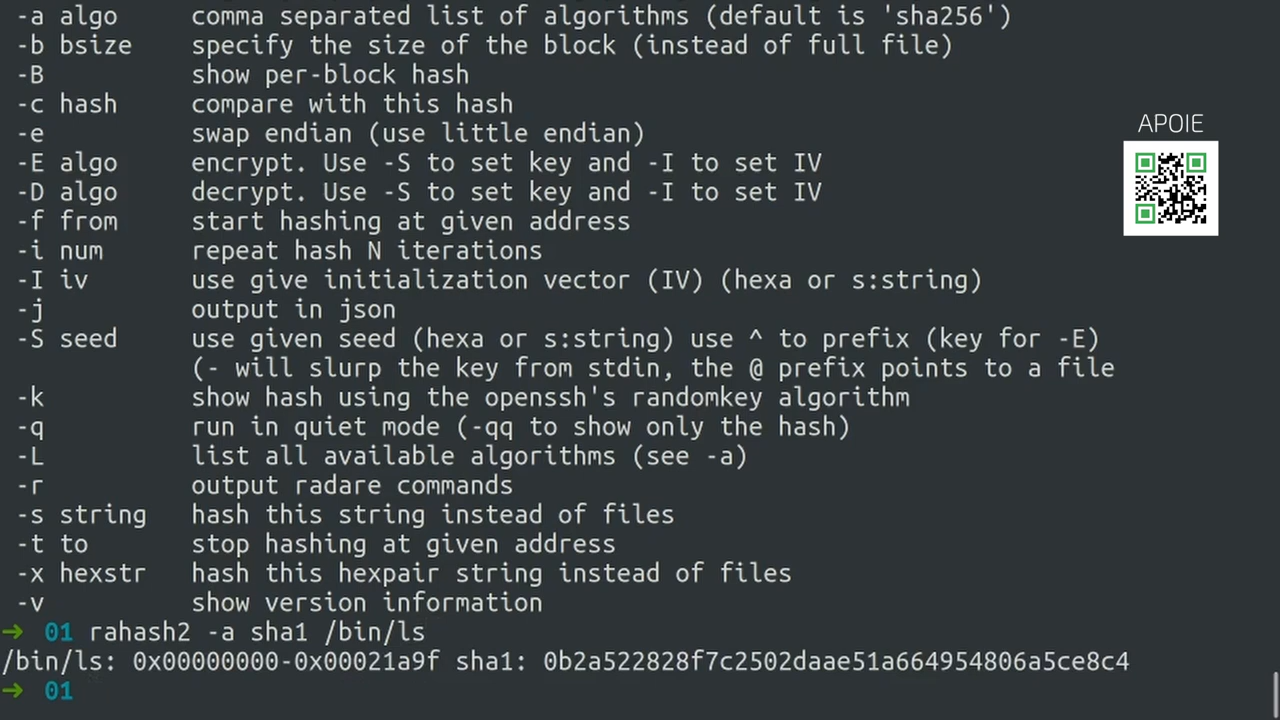 -a algo comma separated list of algorithms (default is 'sha256')
-b bsize specify the size of the block (instead of full file)
-B show per-block hash
-c hash compare with this hash
-e swap endian (use little endian)
-E algo encrypt. Use -S to set key and -I to set IV
-D algo decrypt. Use -S to set key and -I to set IV
-f from start hashing at given address
-i num repeat hash N iterations
-I iv use give initialization vector (IV) (hexa or s:string)
-j output in json
-S seed use given seed (hexa or s:string) use ^ to prefix (key for -E)
(- will slurp the key from stdin, the @ prefix points to a file
-k show hash using the openssh's randomkey algorithm
-q run in quiet mode (-qq to show only the hash)
-L list all available algorithms (see -a)
-r output radare commands
-s string hash this string instead of files
-t to stop hashing at given address
-x hexstr hash this hexpair string instead of files
-v show version information
➜ 01 rahash2 -a sha1 /bin/ls
/bin/ls: 0x00000000-0x00021a9f sha1: 0b2a522828f7c2502daae51a664954806a5ce8c4
➜ 01
APOIE